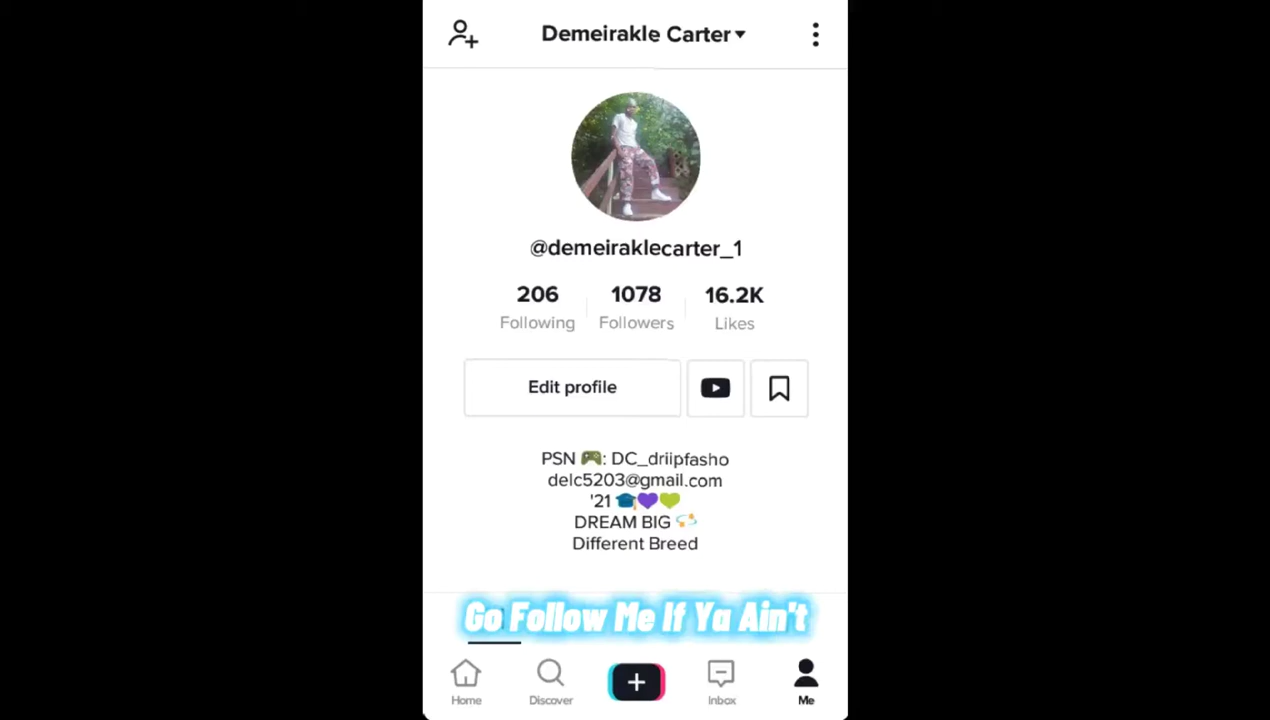 Demeirakle Carter
@demeiraklecarter_1
206 1078 16.2K
Following Followers Likes
Edit profile
PSN 🎮: DC_driipfasho
delc5203@gmail.com
'21 🎓💜💚
DREAM BIG 💫
Different Breed
Go Follow Me If Ya Ain't
Home Discover Inbox Me